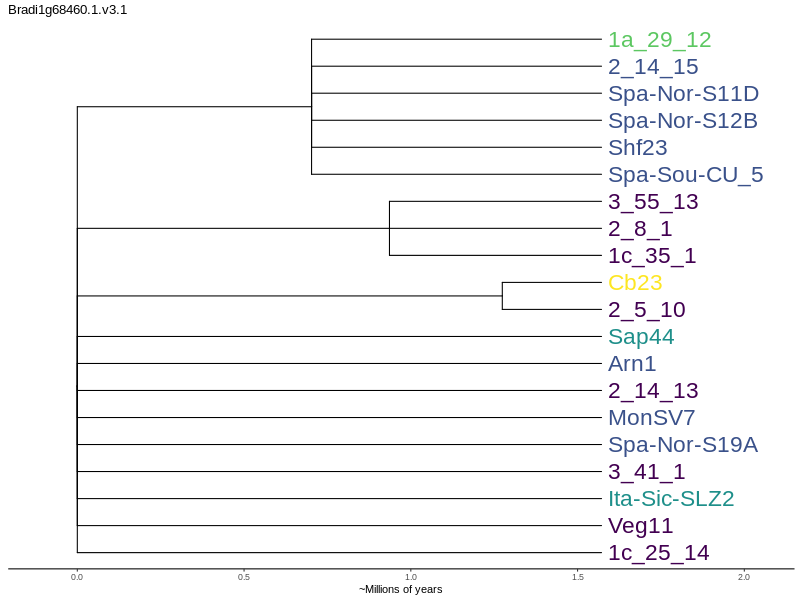 Bradi1g68460.1.v3.1
1a_29_12
2_14_15
Spa-Nor-S11D
Spa-Nor-S12B
Shf23
Spa-Sou-CU_5
3_55_13
2_8_1
1c_35_1
Cb23
2_5_10
Sap44
Arn1
2_14_13
MonSV7
Spa-Nor-S19A
3_41_1
Ita-Sic-SLZ2
Veg11
1c_25_14
0.0 0.5 1.0 1.5 2.0
~Millions of years